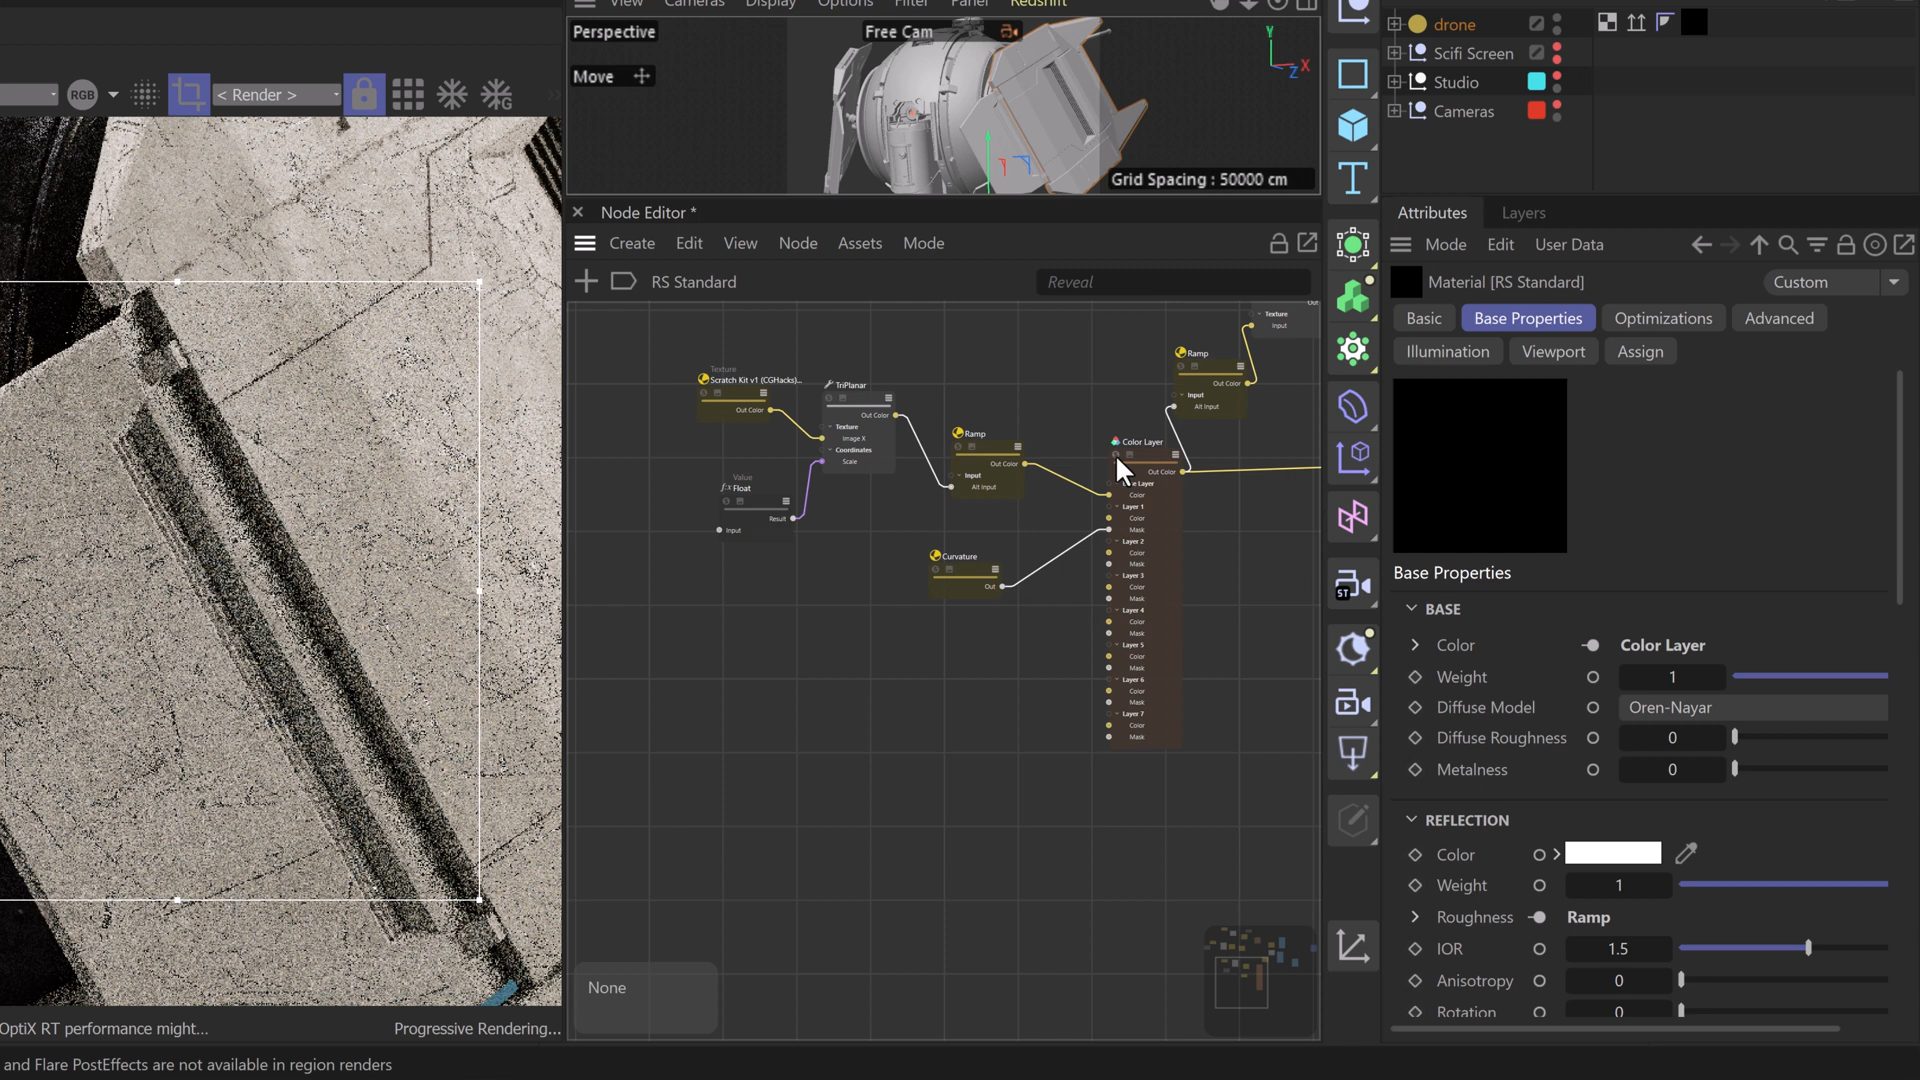 View Cameras Display Options Filter Panel Redshift
RGB < Render >
OptiX RT performance might... Progressive Rendering...
and Flare PostEffects are not available in region renders
Perspective
Free Cam
Move
Y
X
Z
Grid Spacing : 50000 cm
Node Editor *
Create Edit View Node Assets Mode
RS Standard
Reveal
Texture
Scratch Kit v1 (CGHacks)...
Out Color
TriPlanar
Out Color
Texture
Image X
Coordinates
Scale
Value
Float
Result
Input
Ramp
Out Color
Input
Alt Input
Curvature
Out
Ramp
Out Color
Input
Alt Input
Texture
Input
Color Layer
Out Color
Layer
Color
Layer 1
Color
Mask
Layer 2
Color
Mask
Layer 3
Color
Mask
Layer 4
Color
Mask
Layer 5
Color
Mask
Layer 6
Color
Mask
Layer 7
Color
Mask
None
T
ST
drone
Scifi Screen
Studio
Cameras
Attributes Layers
Mode Edit User Data
Material [RS Standard] Custom
Basic Base Properties Optimizations Advanced
Illumination Viewport Assign
Base Properties
BASE
Color Color Layer
Weight 1
Diffuse Model Oren-Nayar
Diffuse Roughness 0
Metalness 0
REFLECTION
Color
Weight 1
Roughness Ramp
IOR 1.5
Anisotropy 0
Rotation 0